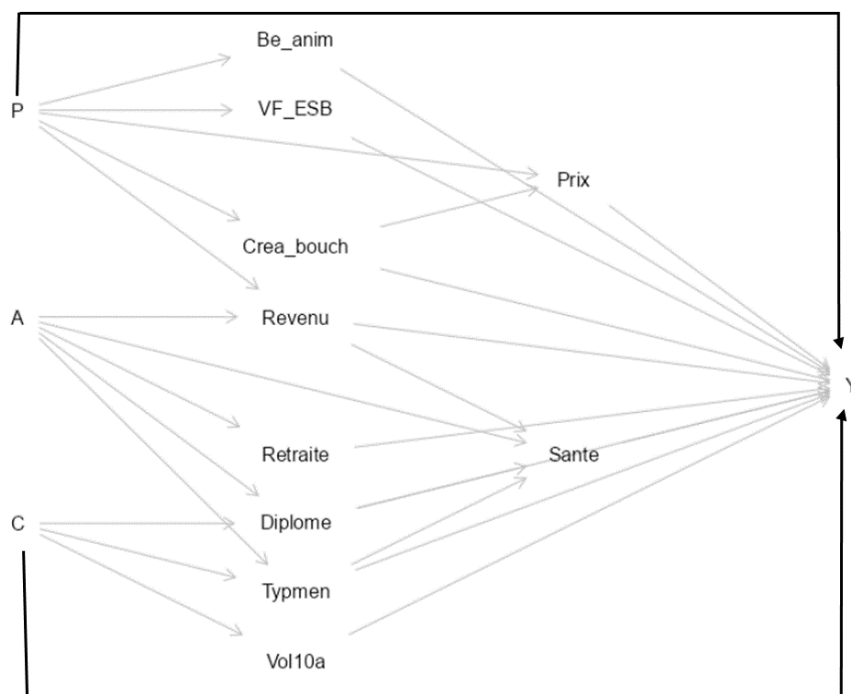 Be_anim
P
VF_ESB
Prix
Crea_bouch
A
Revenu
Y
Retraite
Sante
C
Diplome
Typmen
Vol10a